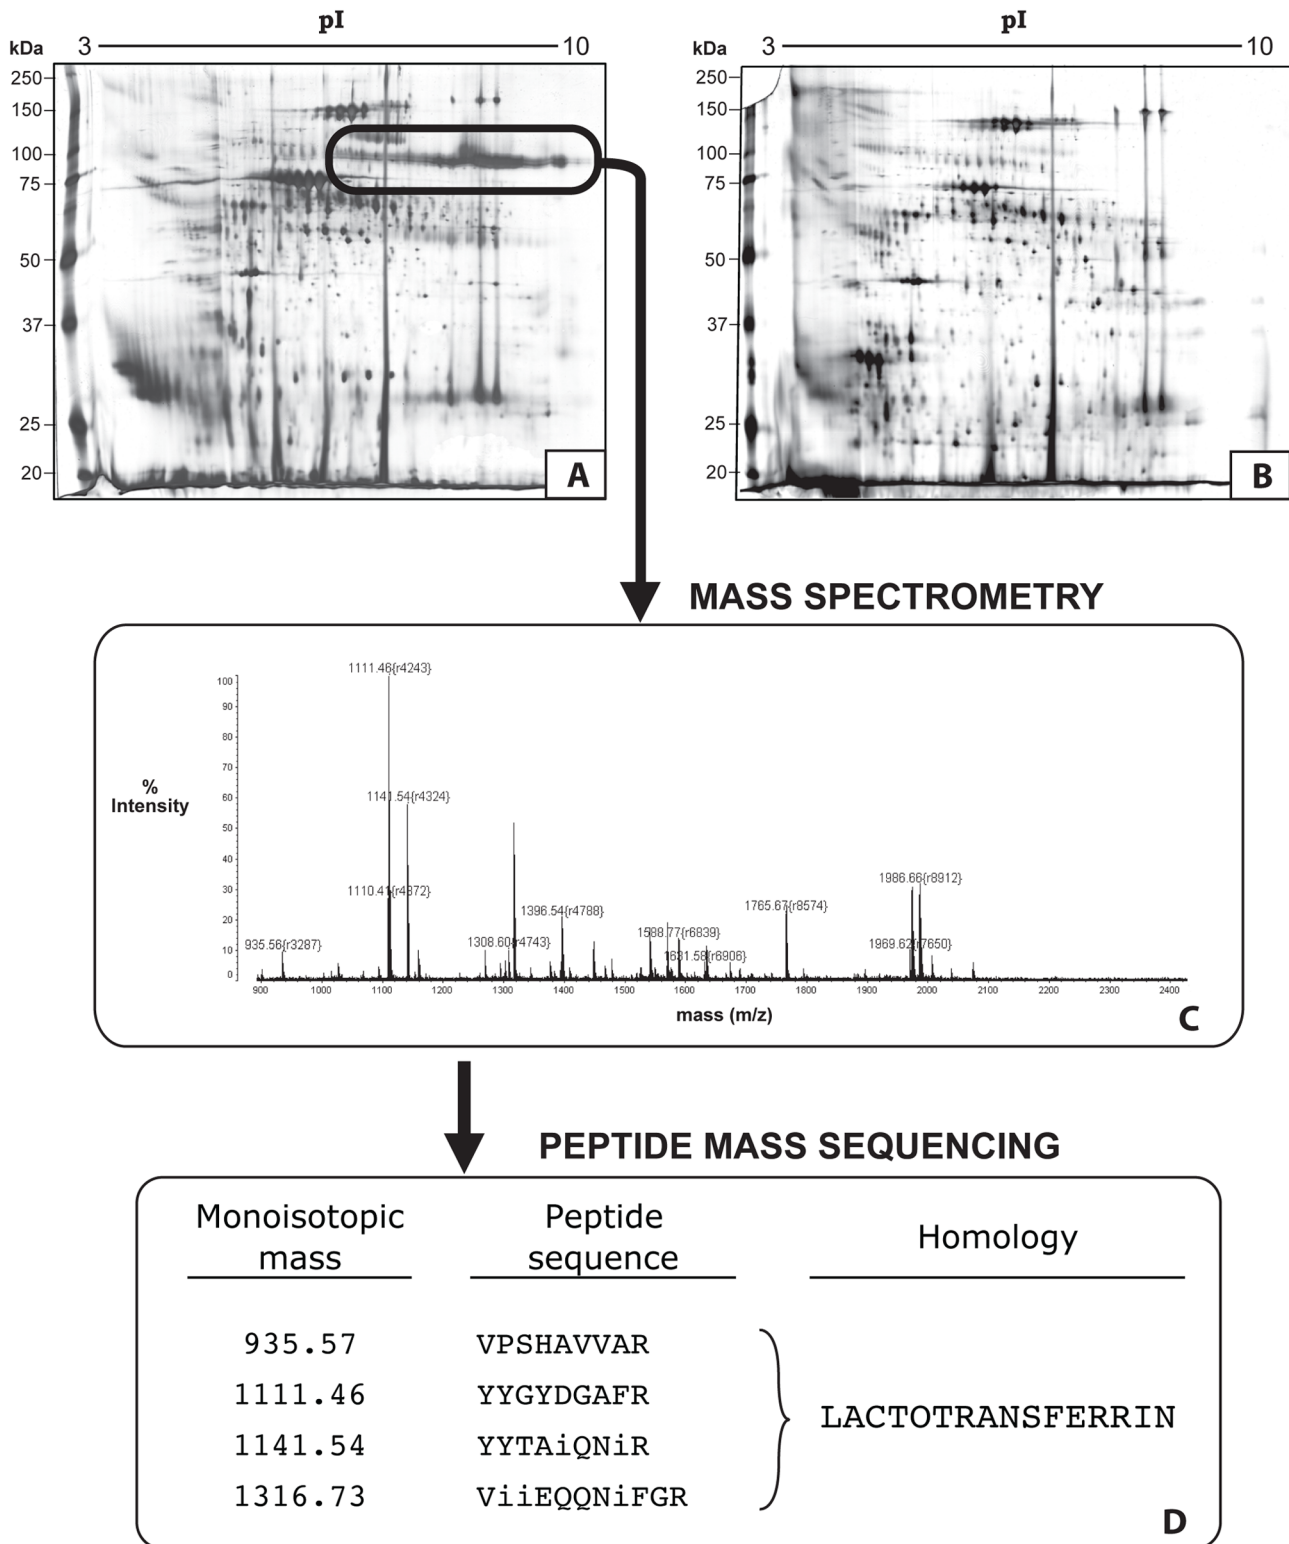 pI
kDa 3 10
250
150
100
75
50
37
25
20
A
pI
kDa 3 10
250
150
100
75
50
37
25
20
B
MASS SPECTROMETRY
1111.46{r4243}
1141.54{r4324}
1110.41{r4372}
935.56{r3287}
1308.60{r4743}
1396.54{r4788}
1588.77{r6839}
1631.58{r6906}
1765.67{r8574}
1986.66{r8912}
1969.62{r7650}
100
90
80
70
60
50
40
30
20
10
0
%
Intensity
900 1000 1100 1200 1300 1400 1500 1600 1700 1800 1900 2000 2100 2200 2300 2400
mass (m/z)
C
PEPTIDE MASS SEQUENCING
Monoisotopic
mass
Peptide
sequence
Homology
935.57 VPSHAVVAR
1111.46 YYGYDGAFR
1141.54 YYTAiQNiR
1316.73 ViiEQQNiFGR
LACTOTRANSFERRIN
D